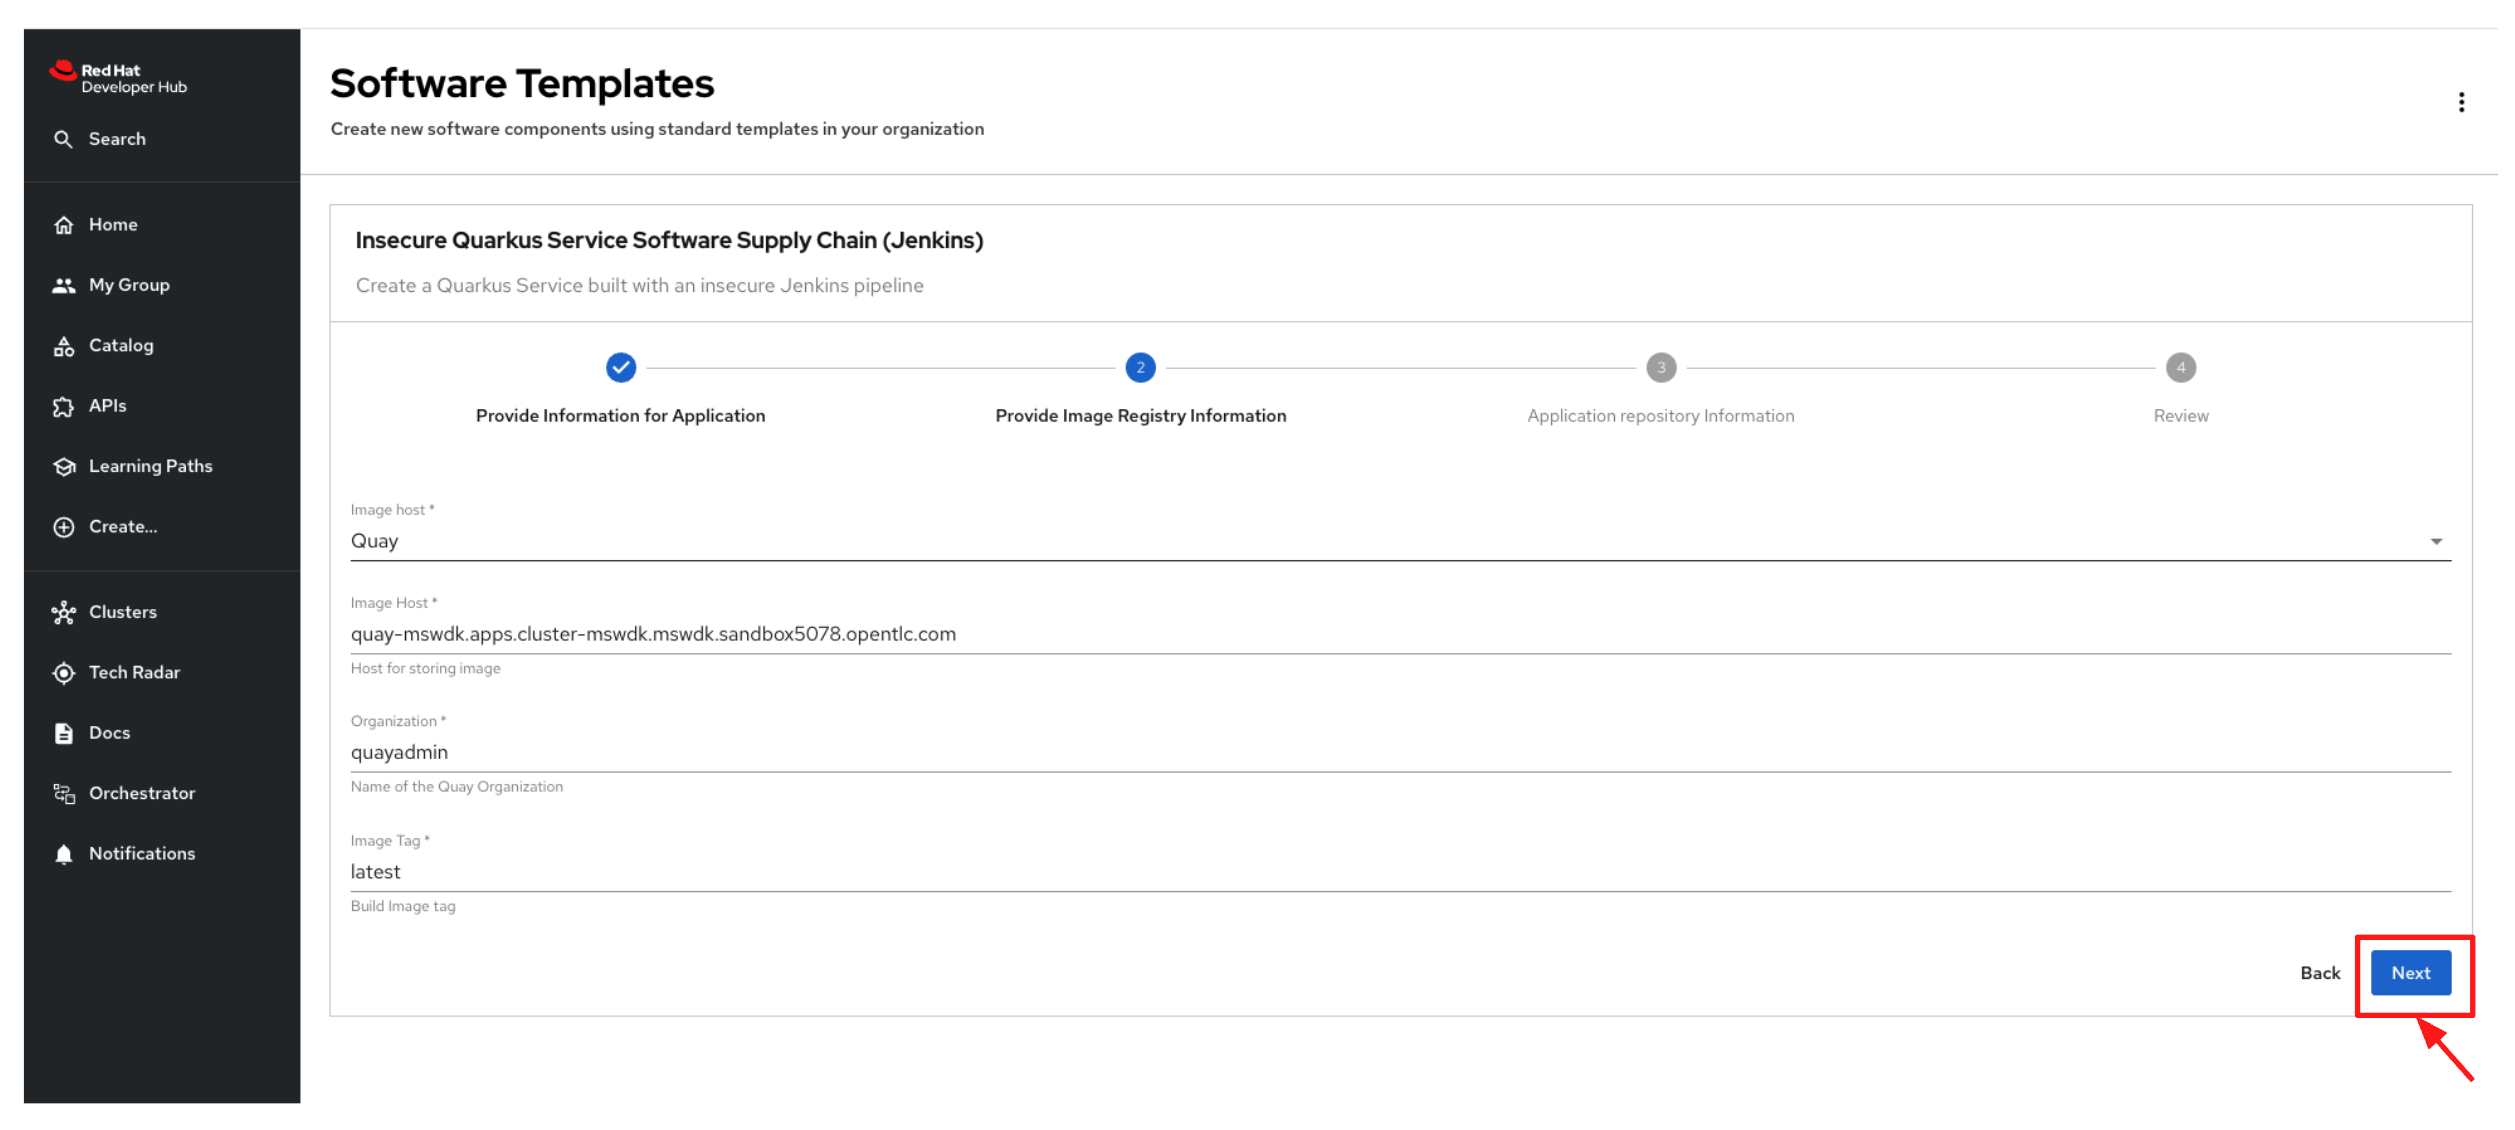 Red Hat
Developer Hub
Search
Home
My Group
Catalog
APIs
Learning Paths
Create...
Clusters
Tech Radar
Docs
Orchestrator
Notifications
Software Templates
Create new software components using standard templates in your organization
Insecure Quarkus Service Software Supply Chain (Jenkins)
Create a Quarkus Service built with an insecure Jenkins pipeline
2
3
4
Provide Information for Application
Provide Image Registry Information
Application repository Information
Review
Image host *
Quay
Image Host *
quay-mswdk.apps.cluster-mswdk.mswdk.sandbox5078.opentlc.com
Host for storing image
Organization *
quayadmin
Name of the Quay Organization
Image Tag *
latest
Build Image tag
Back
Next